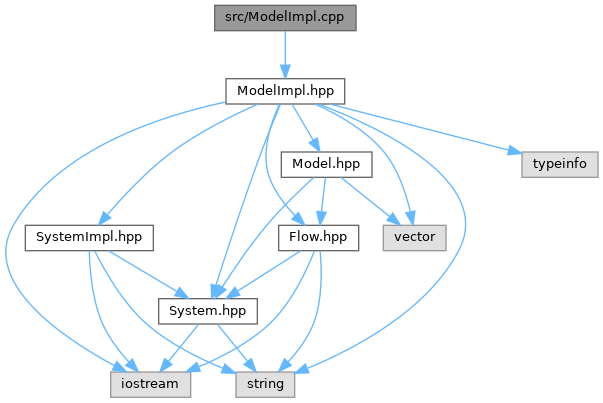 src/ModelImpl.cpp
ModelImpl.hpp
Model.hpp
typeinfo
SystemImpl.hpp
Flow.hpp
vector
System.hpp
iostream
string